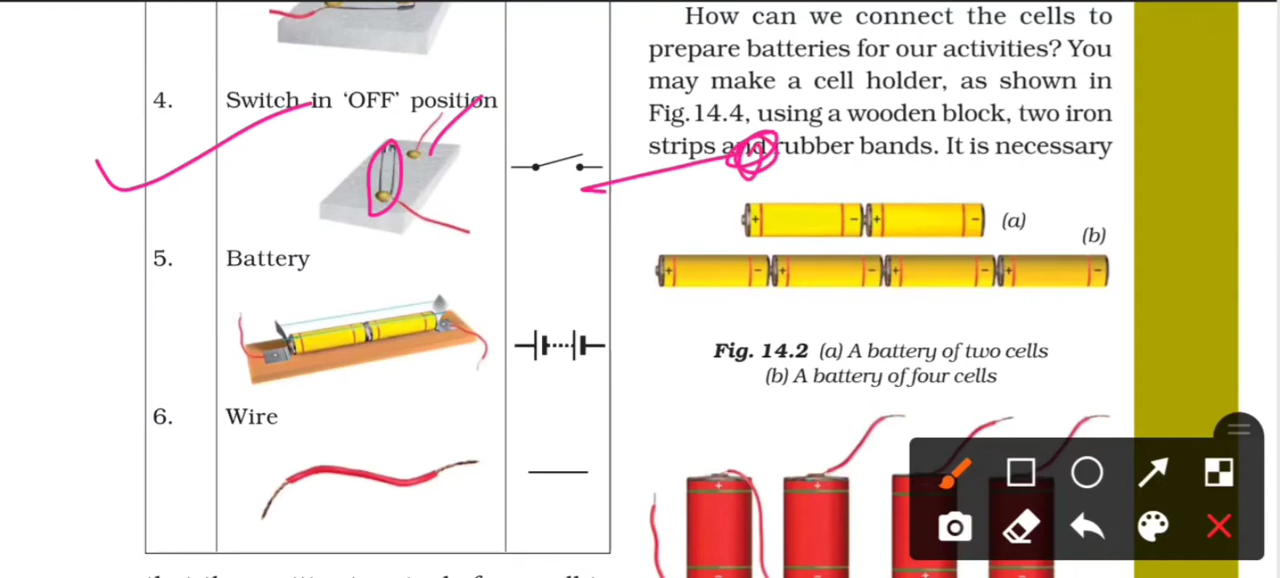 4. Switch in ‘OFF’ position
5. Battery
6. Wire
How can we connect the cells to
prepare batteries for our activities? You
may make a cell holder, as shown in
Fig.14.4, using a wooden block, two iron
strips and rubber bands. It is necessary
+ − + − (a)
(b)
+ − + − + − + −
Fig. 14.2 (a) A battery of two cells
(b) A battery of four cells